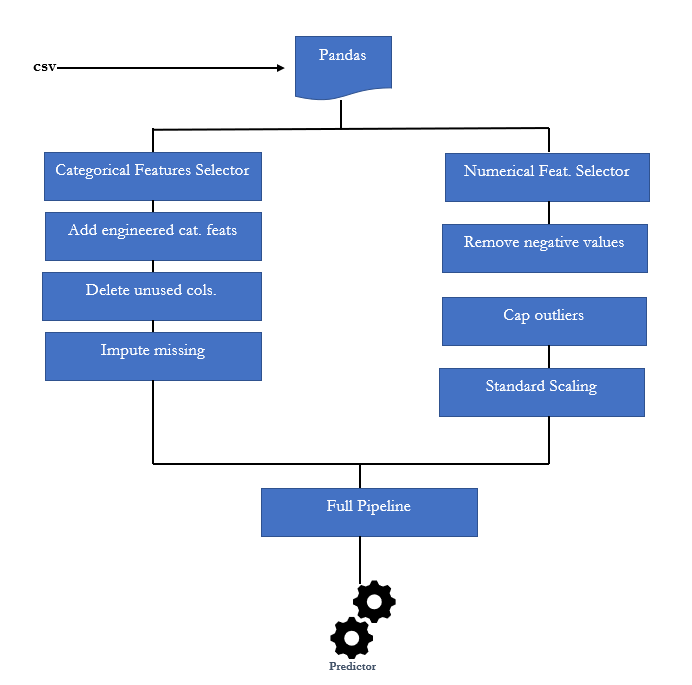 csv
Pandas
Categorical Features Selector
Numerical Feat. Selector
Add engineered cat. feats
Remove negative values
Delete unused cols.
Cap outliers
Impute missing
Standard Scaling
Full Pipeline
Predictor